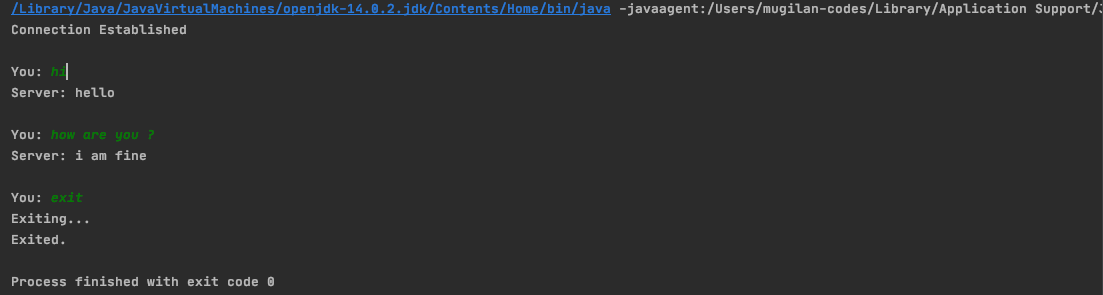 /Library/Java/JavaVirtualMachines/openjdk-14.0.2.jdk/Contents/Home/bin/java -javaagent:/Users/mugilan-codes/Library/Application Support/
Connection Established
You: hi
Server: hello
You: how are you ?
Server: i am fine
You: exit
Exiting...
Exited.
Process finished with exit code 0